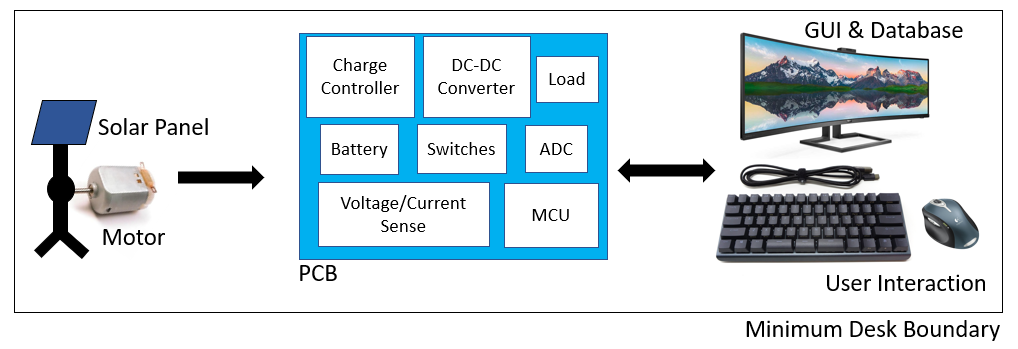 GUI & Database
Solar Panel
Motor
Charge
Controller
DC-DC
Converter
Load
Battery
Switches
ADC
Voltage/Current
Sense
MCU
PCB
User Interaction
Minimum Desk Boundary